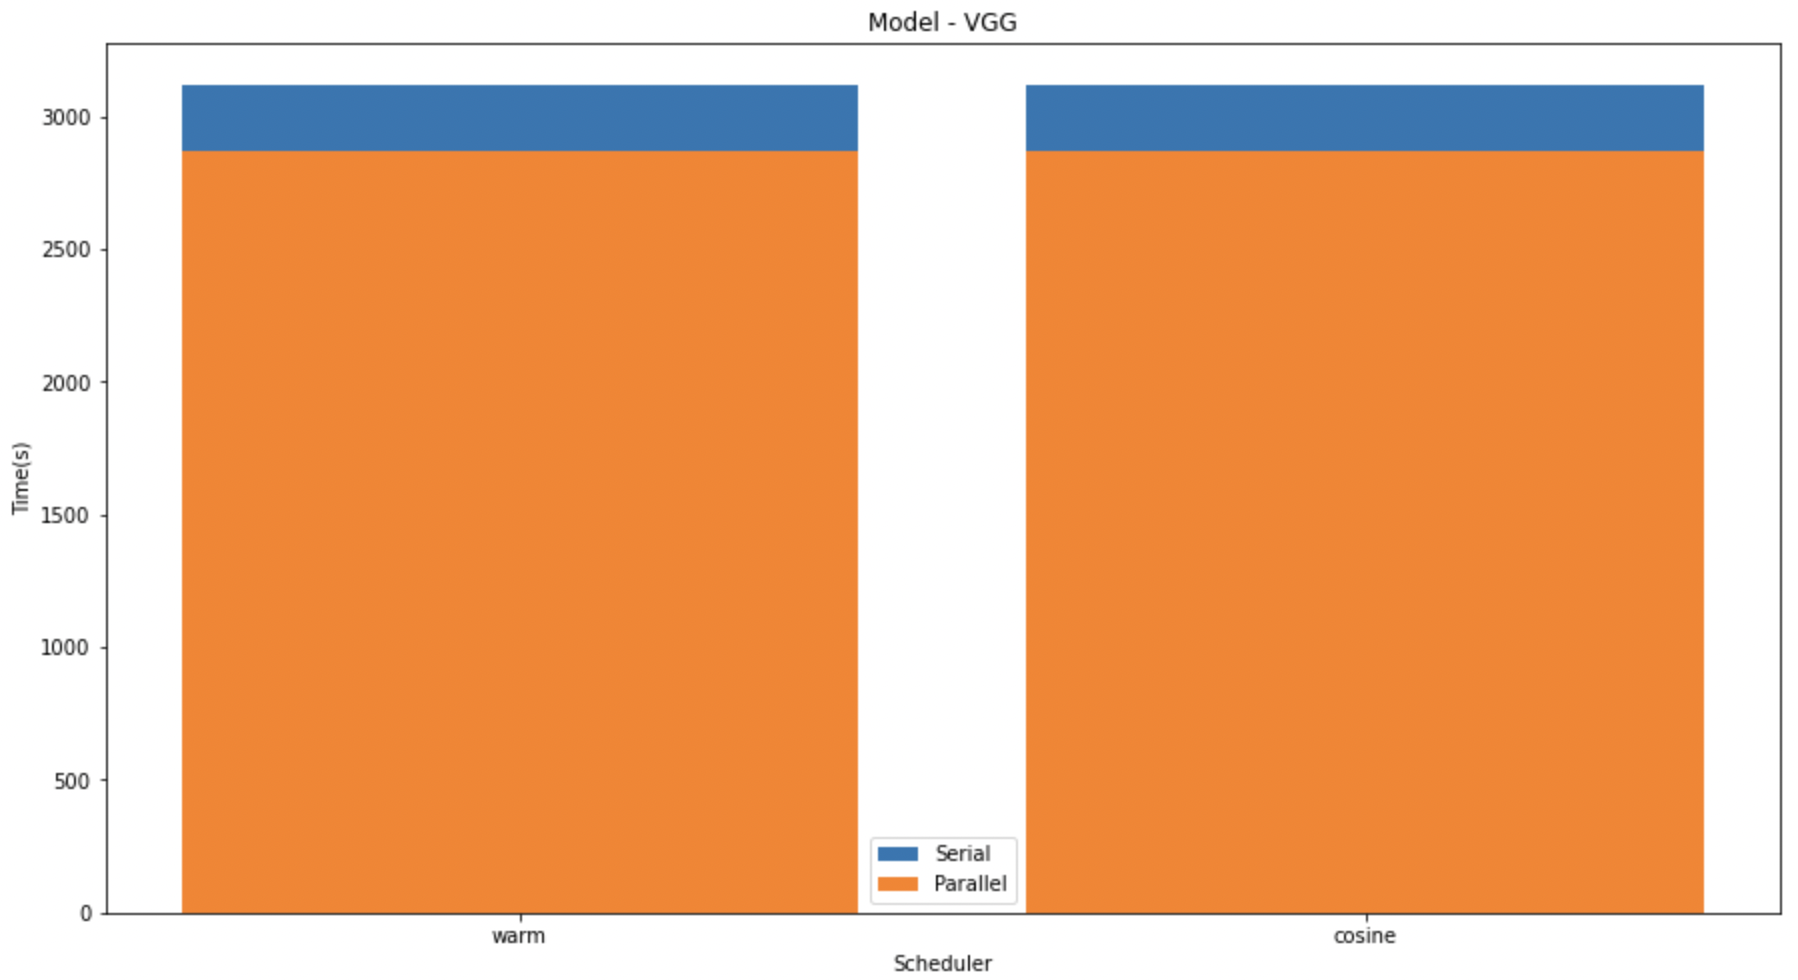 Model - VGG
3000
2500
2000
1500
1000
500
0
Time(s)
Serial
Parallel
warm
cosine
Scheduler